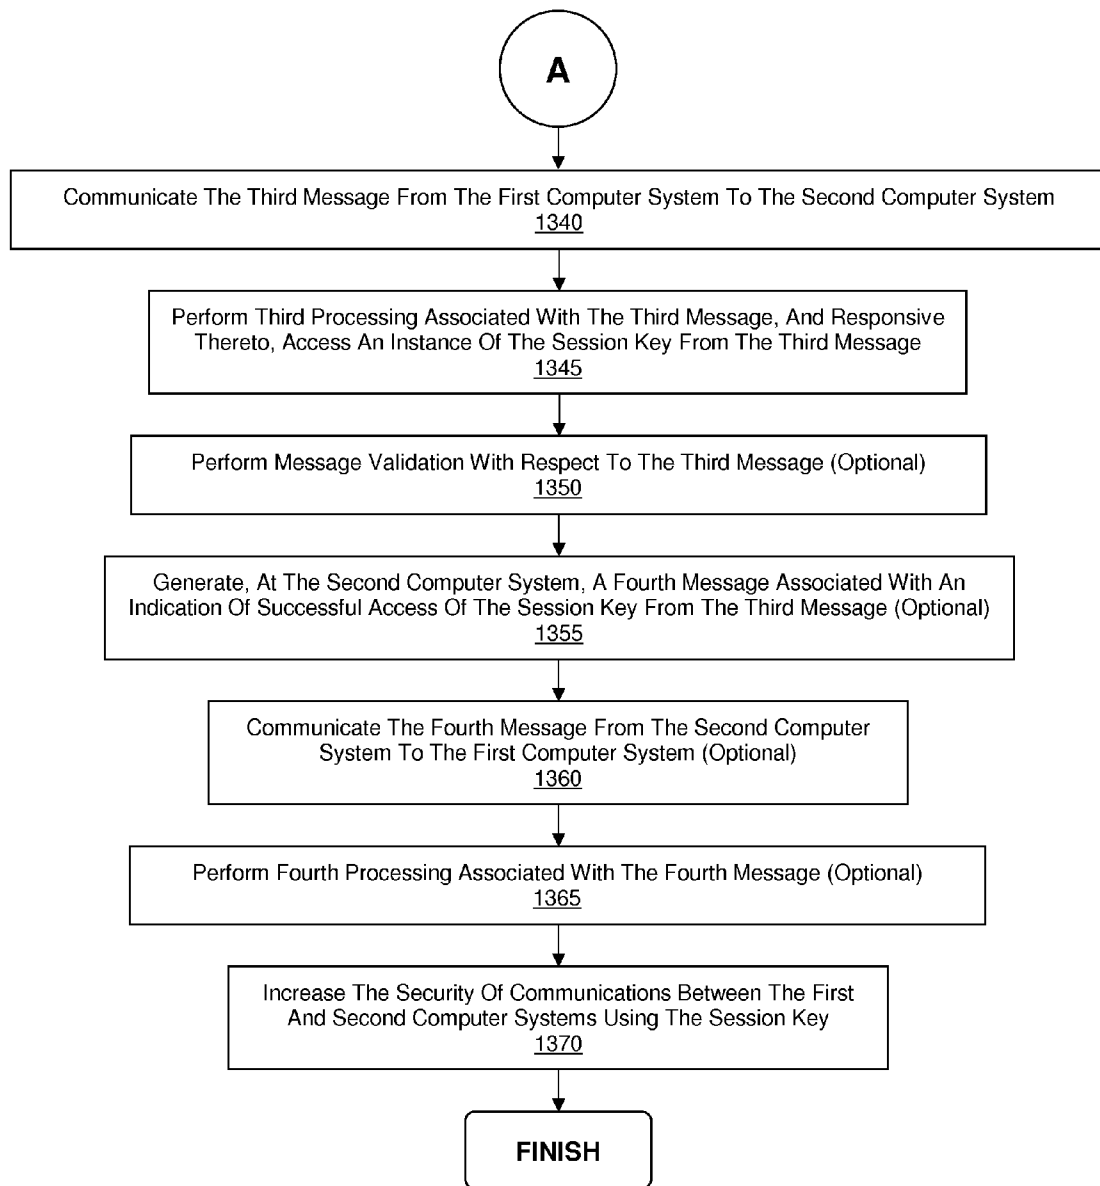 A
Communicate The Third Message From The First Computer System To The Second Computer System
1340
Perform Third Processing Associated With The Third Message, And Responsive
Thereto, Access An Instance Of The Session Key From The Third Message
1345
Perform Message Validation With Respect To The Third Message (Optional)
1350
Generate, At The Second Computer System, A Fourth Message Associated With An
Indication Of Successful Access Of The Session Key From The Third Message (Optional)
1355
Communicate The Fourth Message From The Second Computer
System To The First Computer System (Optional)
1360
Perform Fourth Processing Associated With The Fourth Message (Optional)
1365
Increase The Security Of Communications Between The First
And Second Computer Systems Using The Session Key
1370
FINISH